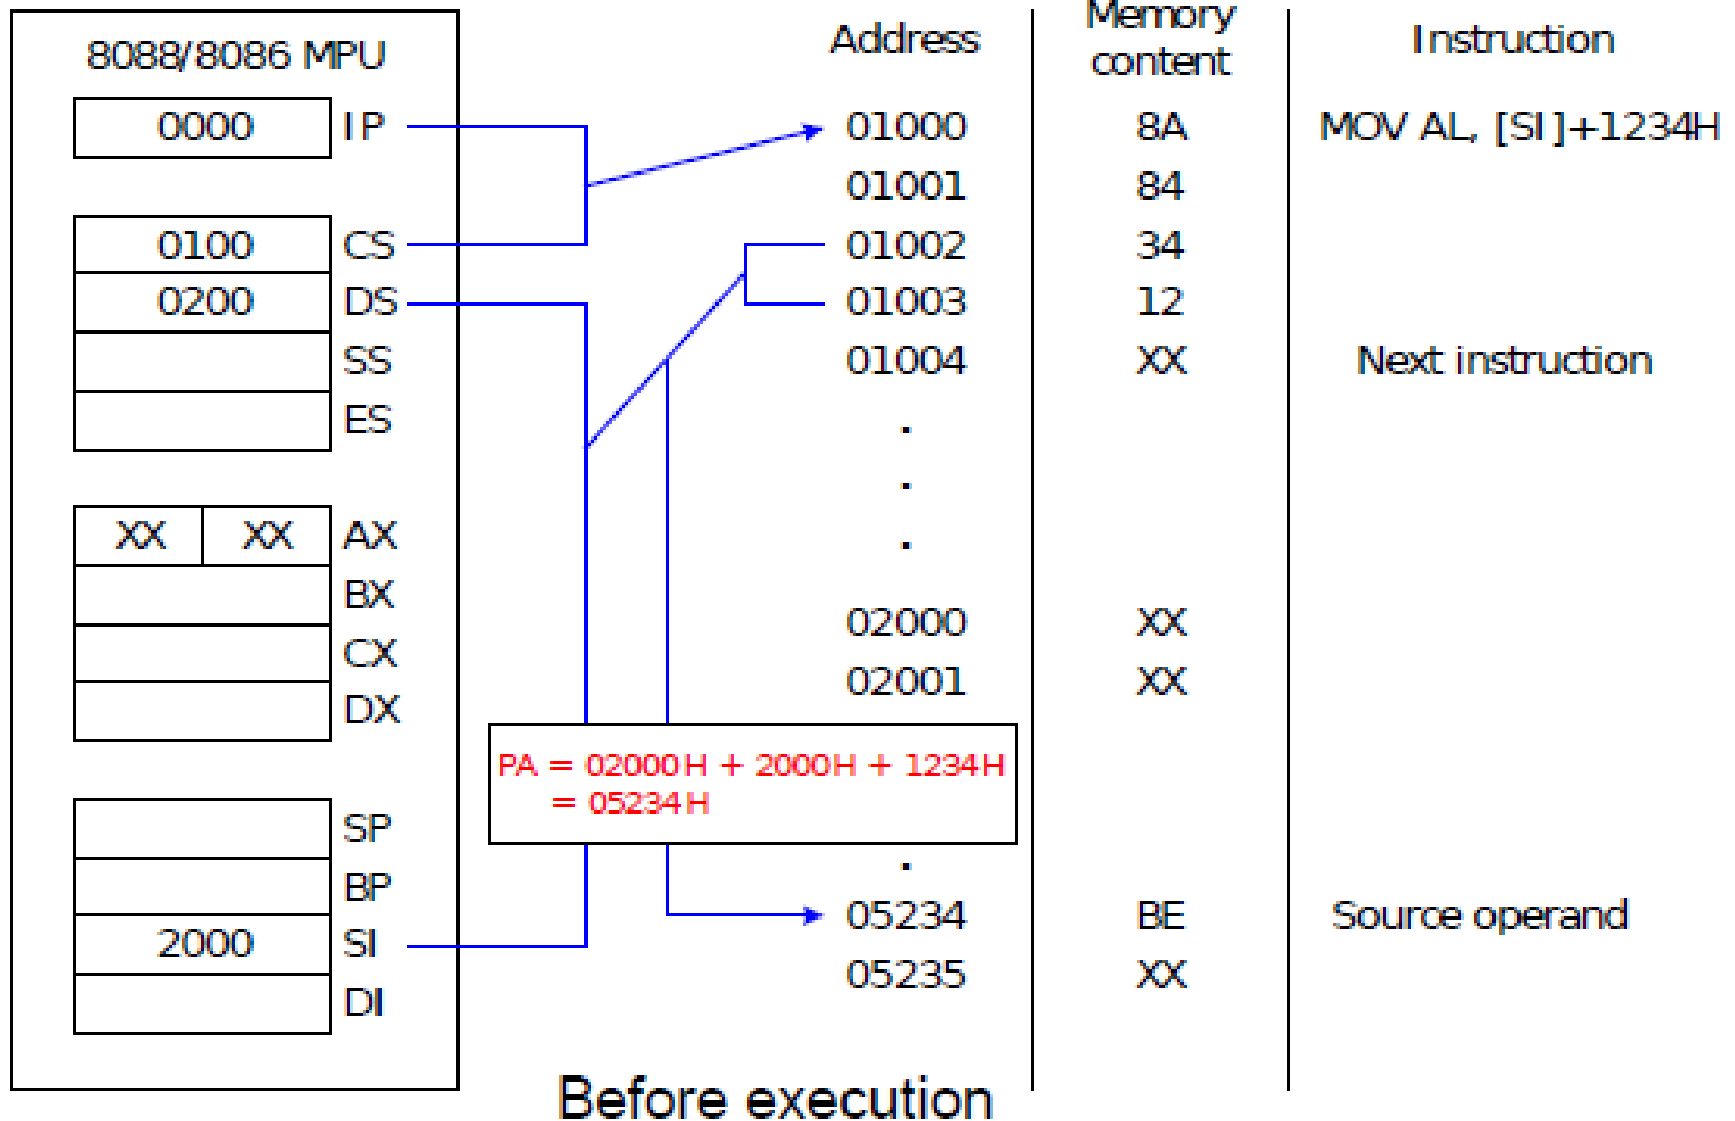 8088/8086 MPU
0000 IP
0100 CS
0200 DS
SS
ES
XX XX AX
BX
CX
DX
SP
BP
2000 SI
DI
Address
Memory
content
Instruction
01000 8A MOV AL, [SI]+1234H
01001 84
01002 34
01003 12
01004 XX Next instruction
.
.
.
02000 XX
02001 XX
PA = 02000H + 2000H + 1234H
= 05234H
.
05234 BE Source operand
05235 XX
Before execution